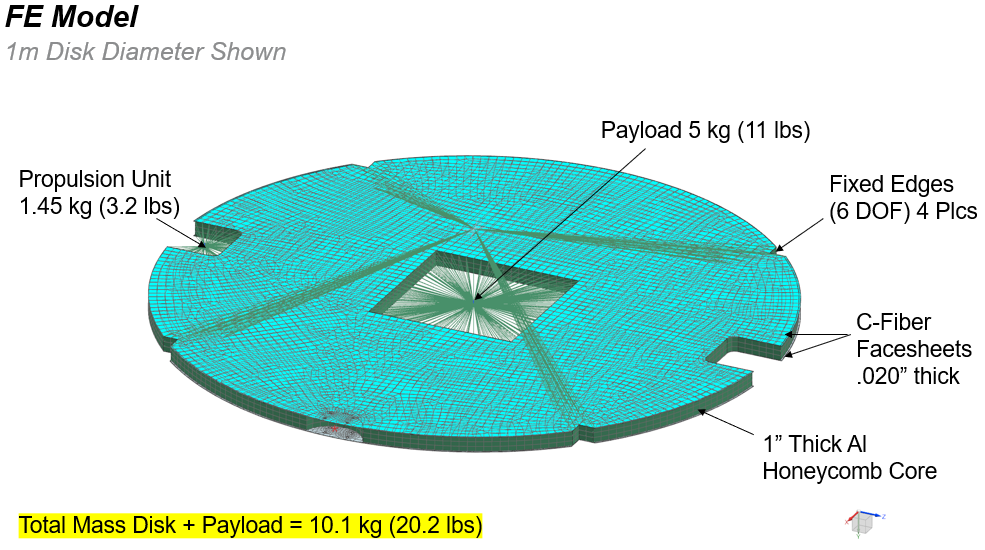 FE Model
1m Disk Diameter Shown
Payload 5 kg (11 lbs)
Propulsion Unit
1.45 kg (3.2 lbs)
Fixed Edges
(6 DOF) 4 Plcs
C-Fiber
Facesheets
.020” thick
1” Thick Al
Honeycomb Core
Total Mass Disk + Payload = 10.1 kg (20.2 lbs)